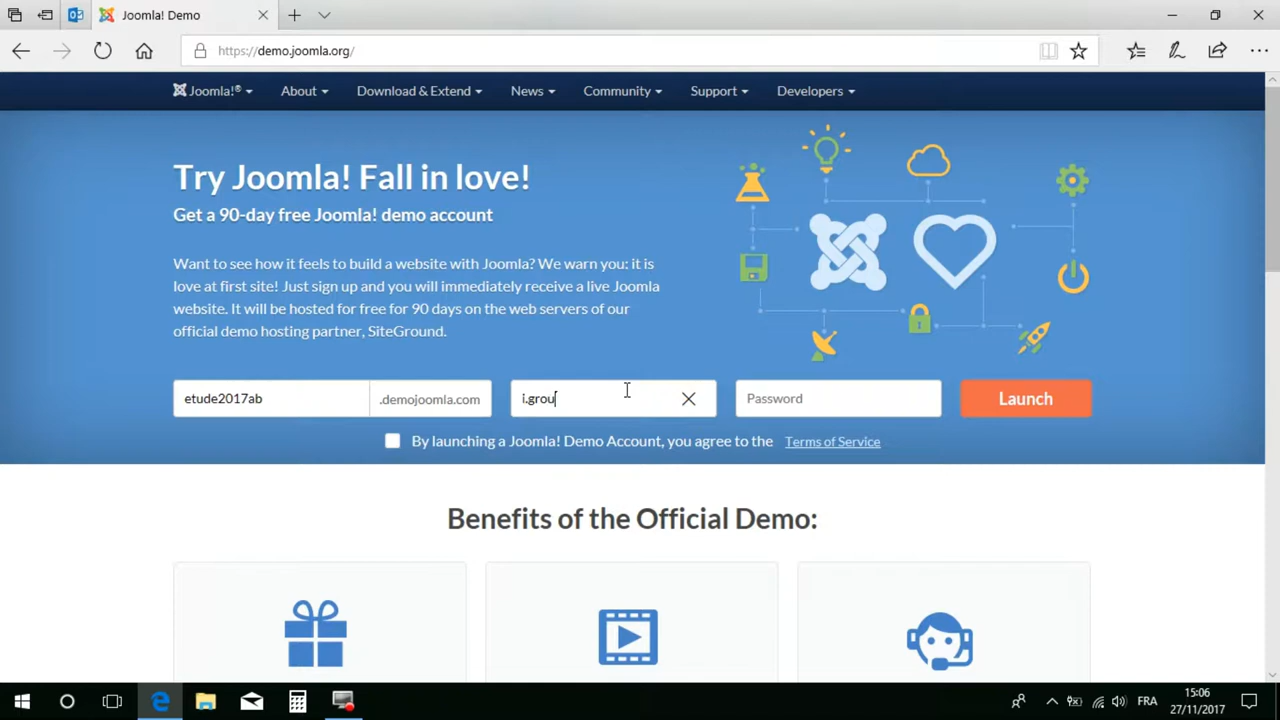 Joomla! Demo
https://demo.joomla.org/
Joomla!® About Download & Extend News Community Support Developers
Try Joomla! Fall in love!
Get a 90-day free Joomla! demo account
Want to see how it feels to build a website with Joomla? We warn you: it is
love at first site! Just sign up and you will immediately receive a live Joomla
website. It will be hosted for free for 90 days on the web servers of our
official demo hosting partner, SiteGround.
etude2017ab .demojoomla.com i.grou Password Launch
By launching a Joomla! Demo Account, you agree to the Terms of Service
Benefits of the Official Demo:
FRA
15:06
27/11/2017